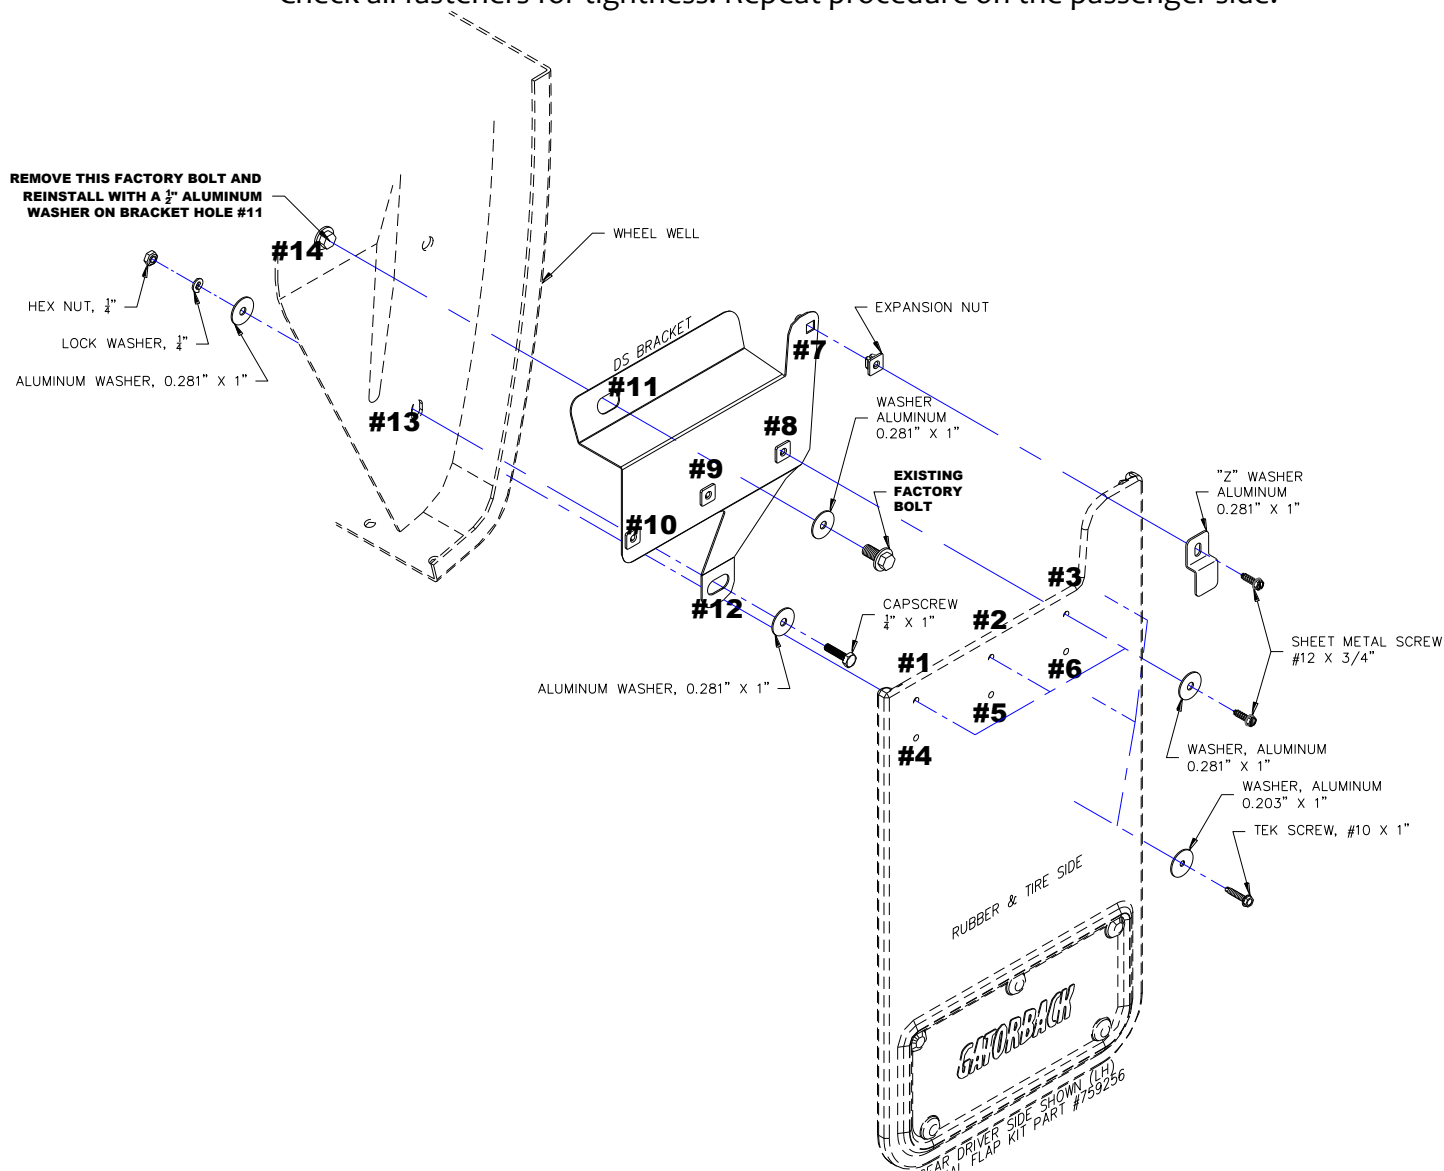 Check all fasteners for tightness. Repeat procedure on the passenger side.
REMOVE THIS FACTORY BOLT AND
REINSTALL WITH A ½" ALUMINUM
WASHER ON BRACKET HOLE #11
#14
WHEEL WELL
HEX NUT, ¼"
LOCK WASHER, ¼"
ALUMINUM WASHER, 0.281" X 1"
#13
DS BRACKET
EXPANSION NUT
#7
#11
WASHER
ALUMINUM
0.281" X 1"
#8
#9
EXISTING
FACTORY
BOLT
"Z" WASHER
ALUMINUM
0.281" X 1"
#10
#12
CAPSCREW
¼" X 1"
ALUMINUM WASHER, 0.281" X 1"
#3
#2
#1
#6
#5
#4
SHEET METAL SCREW
#12 X 3/4"
WASHER, ALUMINUM
0.281" X 1"
WASHER, ALUMINUM
0.203" X 1"
TEK SCREW, #10 X 1"
RUBBER & TIRE SIDE
GATORBACK
REAR DRIVER SIDE SHOWN (LH)
FLAP KIT PART #759256